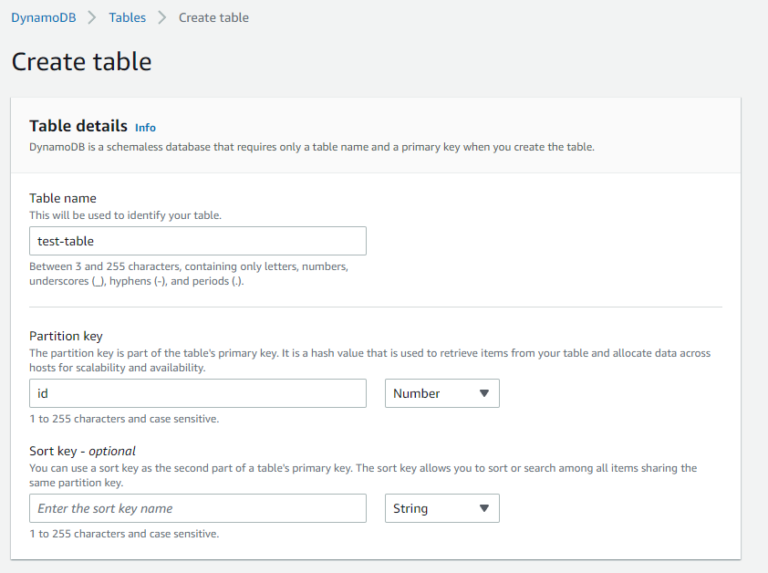 DynamoDB > Tables > Create table
Create table
Table details Info
DynamoDB is a schemaless database that requires only a table name and a primary key when you create the table.
Table name
This will be used to identify your table.
test-table
Between 3 and 255 characters, containing only letters, numbers,
underscores (_), hyphens (-), and periods (.).
Partition key
The partition key is part of the table's primary key. It is a hash value that is used to retrieve items from your table and allocate data across
hosts for scalability and availability.
id Number
1 to 255 characters and case sensitive.
Sort key - optional
You can use a sort key as the second part of a table's primary key. The sort key allows you to sort or search among all items sharing the
same partition key.
Enter the sort key name String
1 to 255 characters and case sensitive.